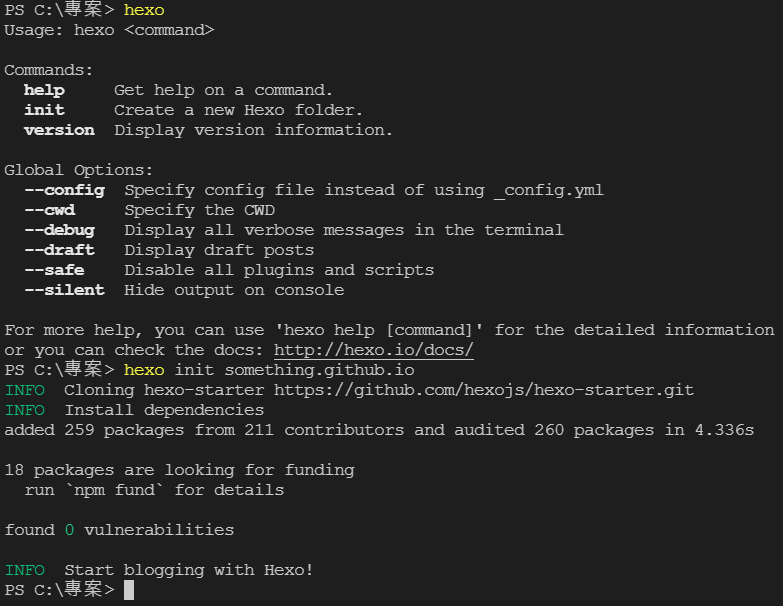 PS C:\專案> hexo
Usage: hexo <command>
Commands:
help Get help on a command.
init Create a new Hexo folder.
version Display version information.
Global Options:
--config Specify config file instead of using _config.yml
--cwd Specify the CWD
--debug Display all verbose messages in the terminal
--draft Display draft posts
--safe Disable all plugins and scripts
--silent Hide output on console
For more help, you can use 'hexo help [command]' for the detailed information
or you can check the docs: http://hexo.io/docs/
PS C:\專案> hexo init something.github.io
INFO Cloning hexo-starter https://github.com/hexojs/hexo-starter.git
INFO Install dependencies
added 259 packages from 211 contributors and audited 260 packages in 4.336s
18 packages are looking for funding
run `npm fund` for details
found 0 vulnerabilities
INFO Start blogging with Hexo!
PS C:\專案>